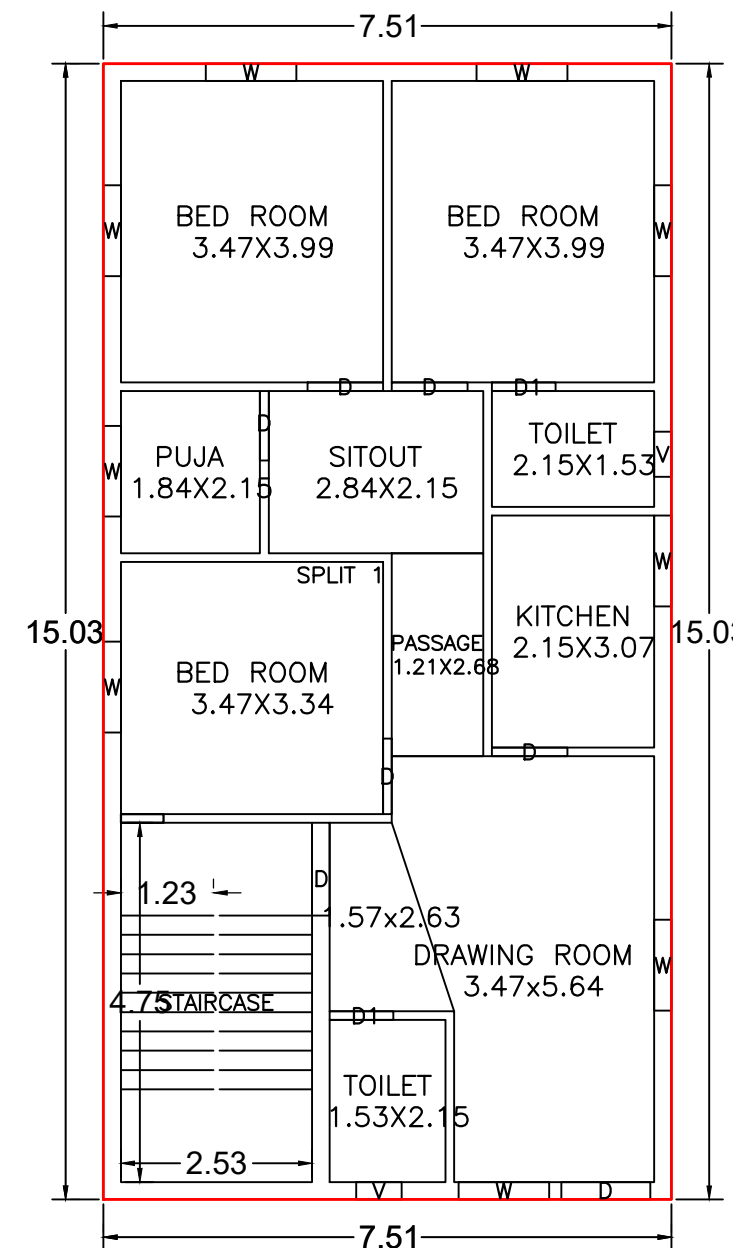 7.51
W W
BED ROOM
3.47X3.99
BED ROOM
3.47X3.99
W W
D D D1
D
PUJA
1.84X2.15
SITOUT
2.84X2.15
TOILET
2.15X1.53
V
W
W
SPLIT 1
KITCHEN
2.15X3.07
15.03
PASSAGE
1.21X2.68
15.03
BED ROOM
3.47X3.34
W
D
D
D
1.23
1.57x2.63
DRAWING ROOM
3.47x5.64
W
4.75
STAIRCASE
D1
TOILET
1.53X2.15
2.53
V W D
7.51